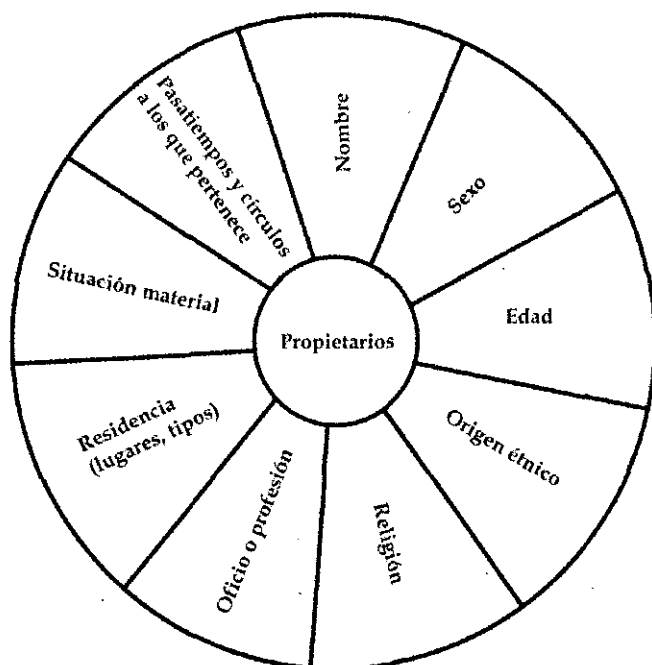 Nombre
Sexo
Edad
Origen étnico
Religión
Oficio o profesión
Residencia
(lugares, tipos)
Situación material
Pasatiempos y círculos
a los que pertenece
Propietarios